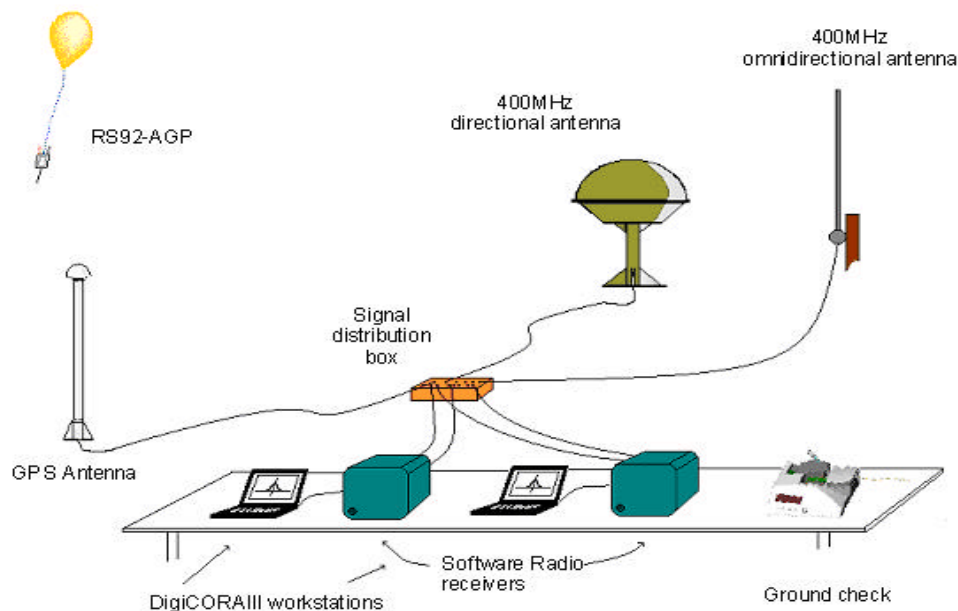 400MHz
omnidirectional antenna
400MHz
directional antenna
RS92-AGP
Signal
distribution
box
GPS Antenna
Software Radio
receivers
DigiCORAIII workstations
Ground check